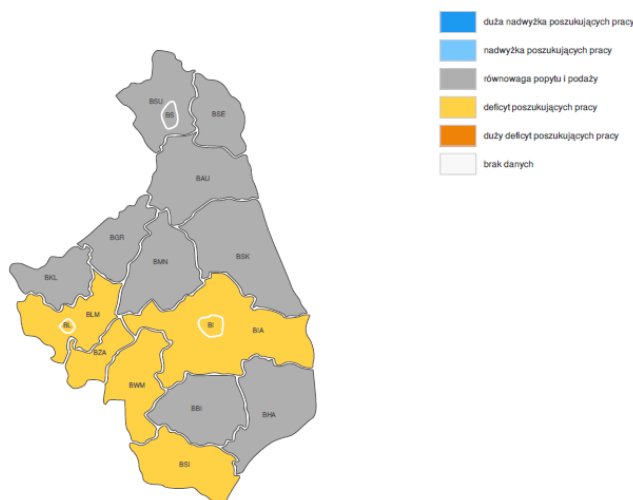 duża nadwyżka poszukujących pracy
nadwyżka poszukujących pracy
równowaga popytu i podaży
deficyt poszukujących pracy
duży deficyt poszukujących pracy
brak danych
BSU
BS
BSE
BAU
BGR
BMN
BSK
BKL
BL
BLM
BI
BIA
BZA
BWM
BBI
BHA
BSI